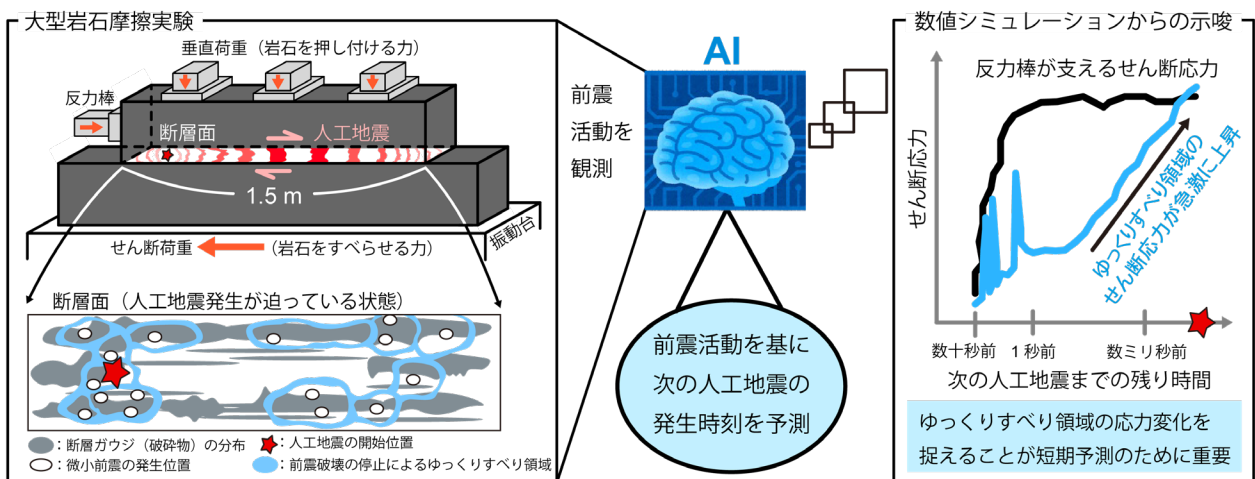 大型岩石摩擦実験
垂直荷重（岩石を押し付ける力）
反力棒
断層面
人工地震
1.5 m
振動台
せん断荷重
（岩石をすべらせる力）
断層面（人工地震発生が迫っている状態）
：断層ガウジ（破砕物）の分布
：人工地震の開始位置
：微小前震の発生位置
：前震破壊の停止によるゆっくりすべり領域
前震
活動を
観測
AI
前震活動を基に
次の人工地震の
発生時刻を予測
数値シミュレーションからの示唆
反力棒が支えるせん断応力
せん断応力
ゆっくりすべり領域の
せん断応力が急激に上昇
数十秒前
1秒前
数ミリ秒前
次の人工地震までの残り時間
ゆっくりすべり領域の応力変化を
捉えることが短期予測のために重要